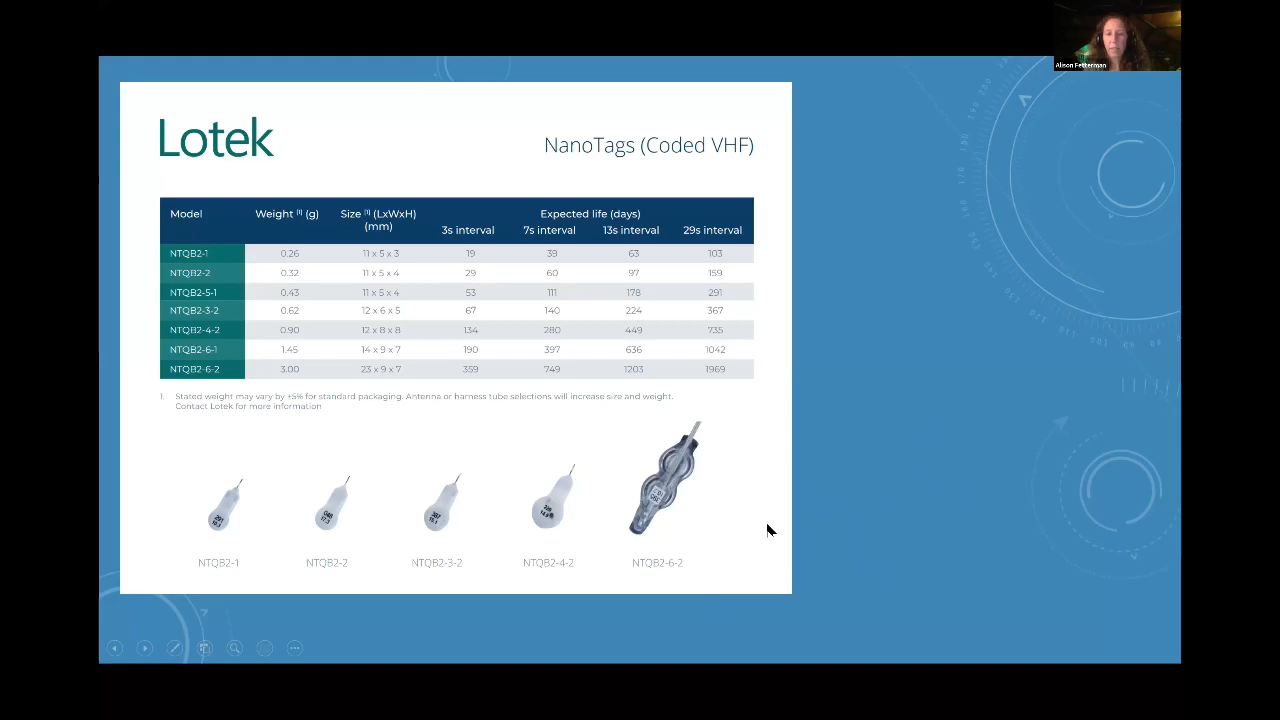 Alison Fetterman
Lotek
NanoTags (Coded VHF)
Model Weight [1] (g) Size [1] (LxWxH) (mm) Expected life (days)
3s interval 7s interval 13s interval 29s interval
NTQB2-1 0.26 11 x 5 x 3 19 39 63 103
NTQB2-2 0.32 11 x 5 x 4 29 60 97 159
NTQB2-5-1 0.43 11 x 5 x 4 53 111 178 291
NTQB2-3-2 0.62 12 x 6 x 5 67 140 224 367
NTQB2-4-2 0.90 12 x 8 x 8 134 280 449 735
NTQB2-6-1 1.45 14 x 9 x 7 190 397 636 1042
NTQB2-6-2 3.00 23 x 9 x 7 359 749 1203 1969
1. Stated weight may vary by ±5% for standard packaging. Antenna or harness tube selections will increase size and weight.
Contact Lotek for more information
NTQB2-1 NTQB2-2 NTQB2-3-2 NTQB2-4-2 NTQB2-6-2